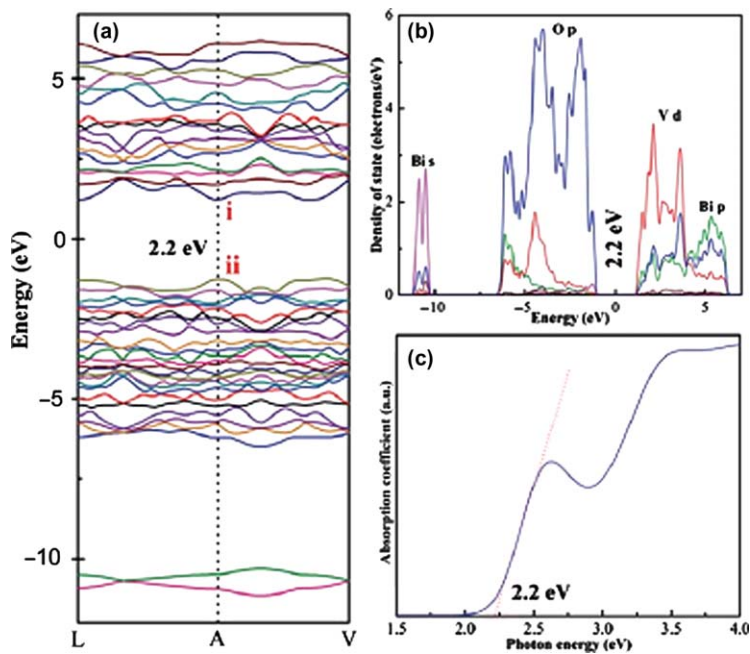 (a)
5
0
−5
−10
Energy (eV)
i
2.2 eV
ii
L
A
V
(b)
6
4
2
0
Density of state (electrons/eV)
O p
V d
Bi s
Bi p
2.2 eV
−10
−5
0
5
Energy (eV)
(c)
Absorption coefficient (a.u.)
2.2 eV
1.5
2.0
2.5
3.0
3.5
4.0
Photon energy (eV)